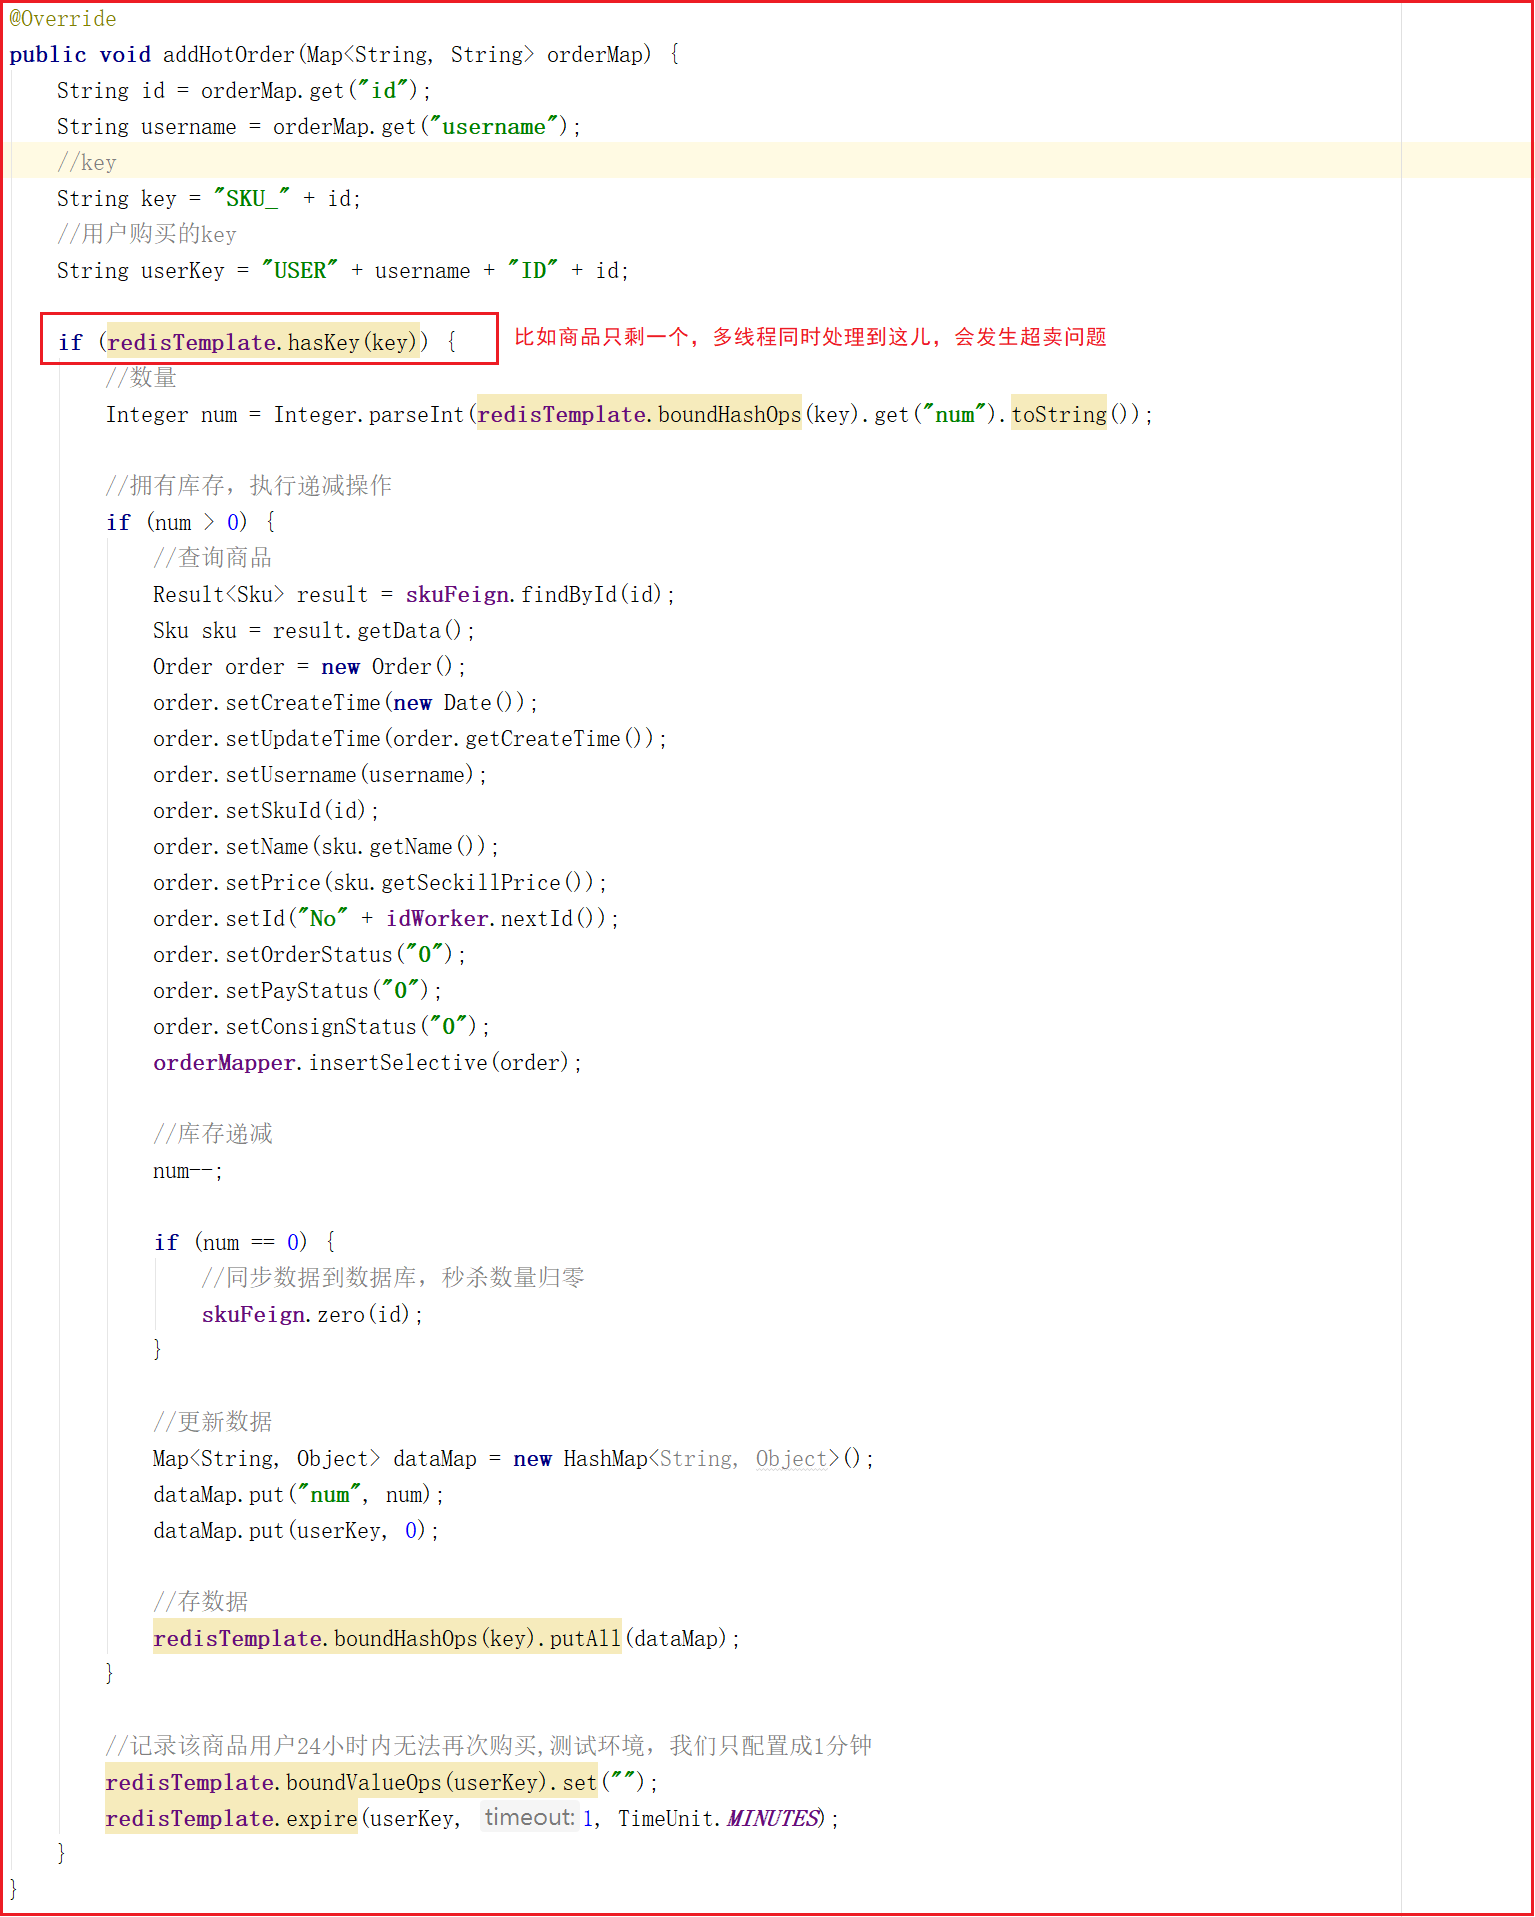 @Override
public void addHotOrder(Map<String, String> orderMap) {
String id = orderMap.get("id");
String username = orderMap.get("username");
//key
String key = "SKU_" + id;
//用户购买的key
String userKey = "USER" + username + "ID" + id;
if (redisTemplate.hasKey(key)) { 比如商品只剩一个，多线程同时处理到这儿，会发生超卖问题
//数量
Integer num = Integer.parseInt(redisTemplate.boundHashOps(key).get("num").toString());
//拥有库存，执行递减操作
if (num > 0) {
//查询商品
Result<Sku> result = skuFeign.findById(id);
Sku sku = result.getData();
Order order = new Order();
order.setCreateTime(new Date());
order.setUpdateTime(order.getCreateTime());
order.setUsername(username);
order.setSkuId(id);
order.setName(sku.getName());
order.setPrice(sku.getSeckillPrice());
order.setId("No" + idWorker.nextId());
order.setOrderStatus("0");
order.setPayStatus("0");
order.setConsignStatus("0");
orderMapper.insertSelective(order);
//库存递减
num--;
if (num == 0) {
//同步数据到数据库，秒杀数量归零
skuFeign.zero(id);
}
//更新数据
Map<String, Object> dataMap = new HashMap<String, Object>();
dataMap.put("num", num);
dataMap.put(userKey, 0);
//存数据
redisTemplate.boundHashOps(key).putAll(dataMap);
}
//记录该商品用户24小时内无法再次购买,测试环境，我们只配置成1分钟
redisTemplate.boundValueOps(userKey).set("");
redisTemplate.expire(userKey, timeout: 1, TimeUnit.MINUTES);
}
}